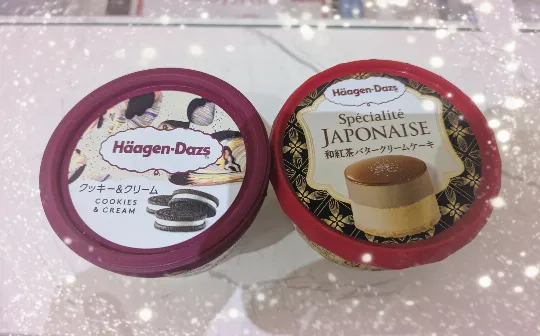 Häagen-Dazs
クッキー&クリーム
COOKIES
& CREAM
Häagen-Dazs
Spécialité
JAPONAISE
和紅茶バタークリームケーキ